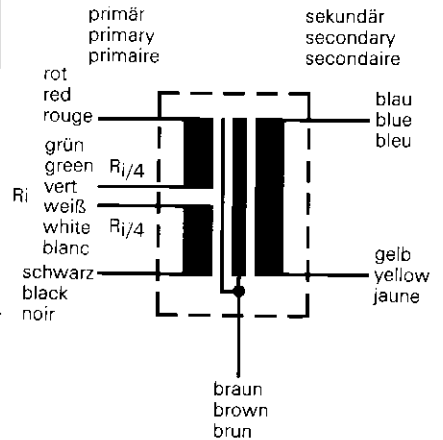 primär
primary
primaire
sekundär
secondary
secondaire
rot
red
rouge
grün
green Ri/4
vert
Ri
weiß
white Ri/4
blanc
schwarz
black
noir
blau
blue
bleu
gelb
yellow
jaune
braun
brown
brun